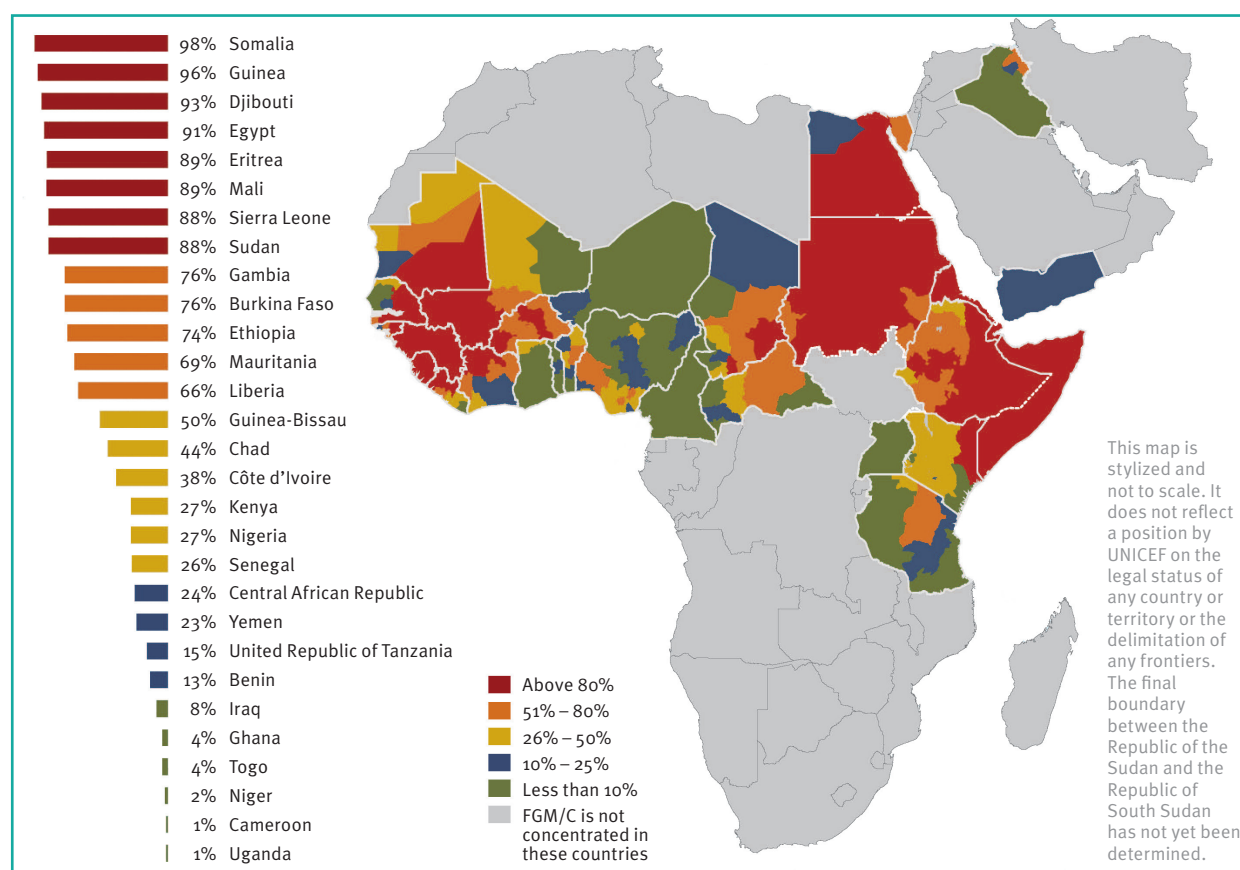 98% Somalia
96% Guinea
93% Djibouti
91% Egypt
89% Eritrea
89% Mali
88% Sierra Leone
88% Sudan
76% Gambia
76% Burkina Faso
74% Ethiopia
69% Mauritania
66% Liberia
50% Guinea-Bissau
44% Chad
38% Côte d’Ivoire
27% Kenya
27% Nigeria
26% Senegal
24% Central African Republic
23% Yemen
15% United Republic of Tanzania
13% Benin
8% Iraq
4% Ghana
4% Togo
2% Niger
1% Cameroon
1% Uganda
Above 80%
51% – 80%
26% – 50%
10% – 25%
Less than 10%
FGM/C is not
concentrated in
these countries
This map is
stylized and
not to scale. It
does not reflect
a position by
UNICEF on the
legal status of
any country or
territory or the
delimitation of
any frontiers.
The final
boundary
between the
Republic of the
Sudan and the
Republic of
South Sudan
has not yet been
determined.